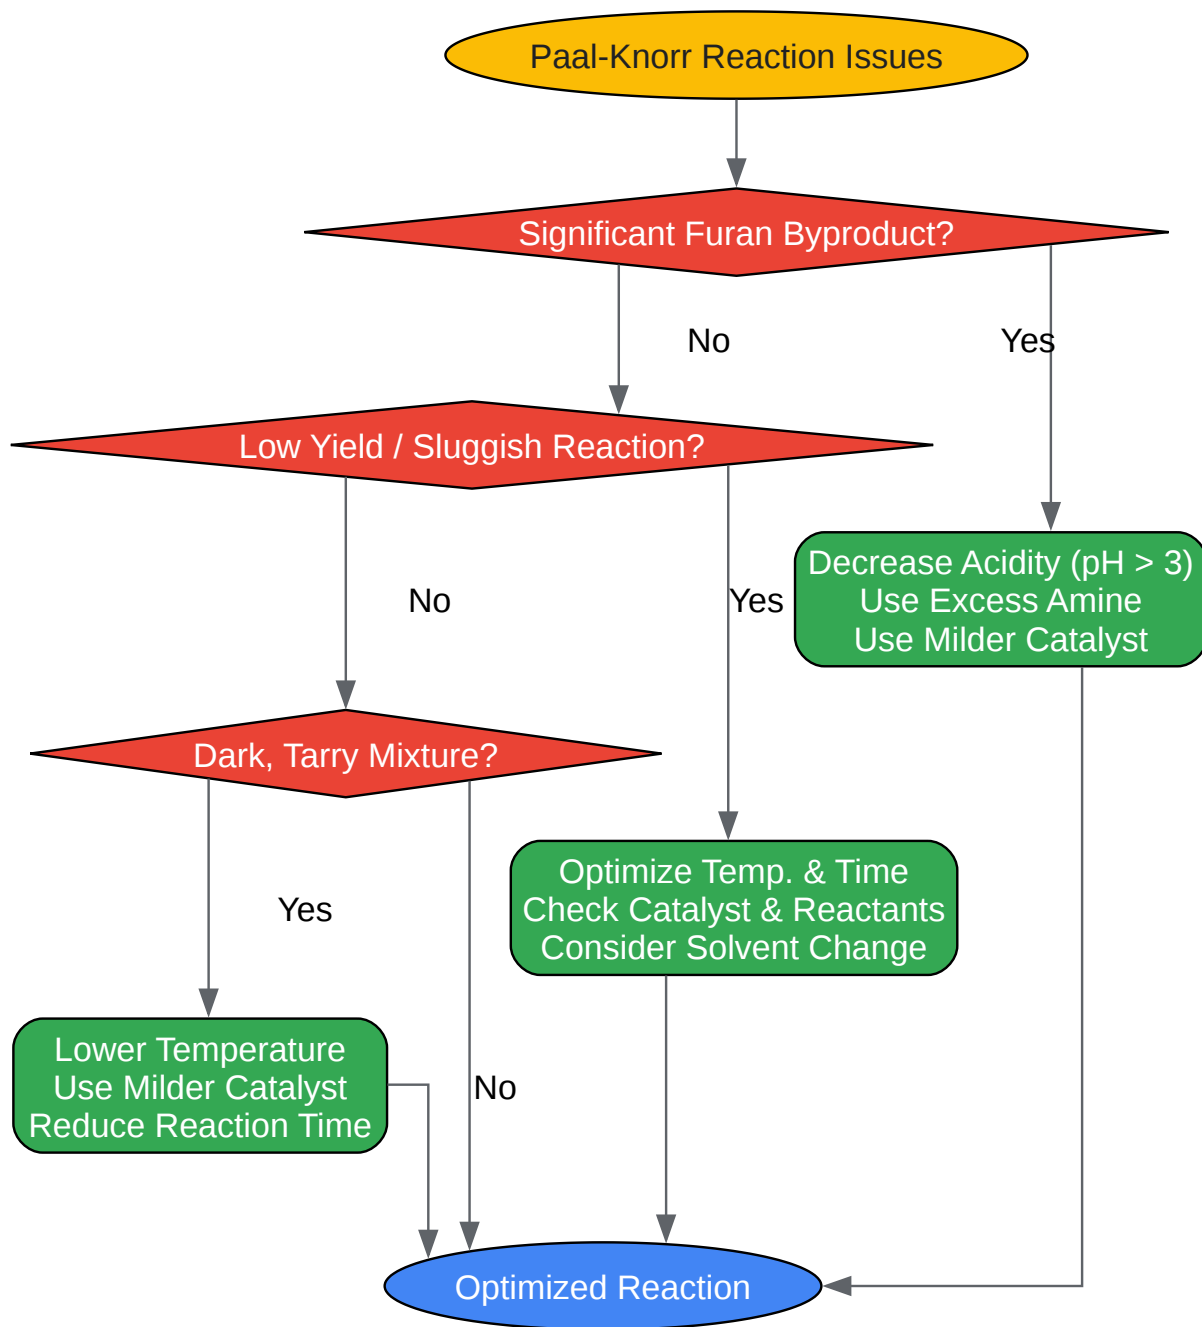 Paal-Knorr Reaction Issues
Significant Furan Byproduct?
No
Yes
Low Yield / Sluggish Reaction?
Decrease Acidity (pH > 3)
Use Excess Amine
Use Milder Catalyst
No
Yes
Dark, Tarry Mixture?
Optimize Temp. & Time
Check Catalyst & Reactants
Consider Solvent Change
Yes
Lower Temperature
Use Milder Catalyst
Reduce Reaction Time
No
Optimized Reaction